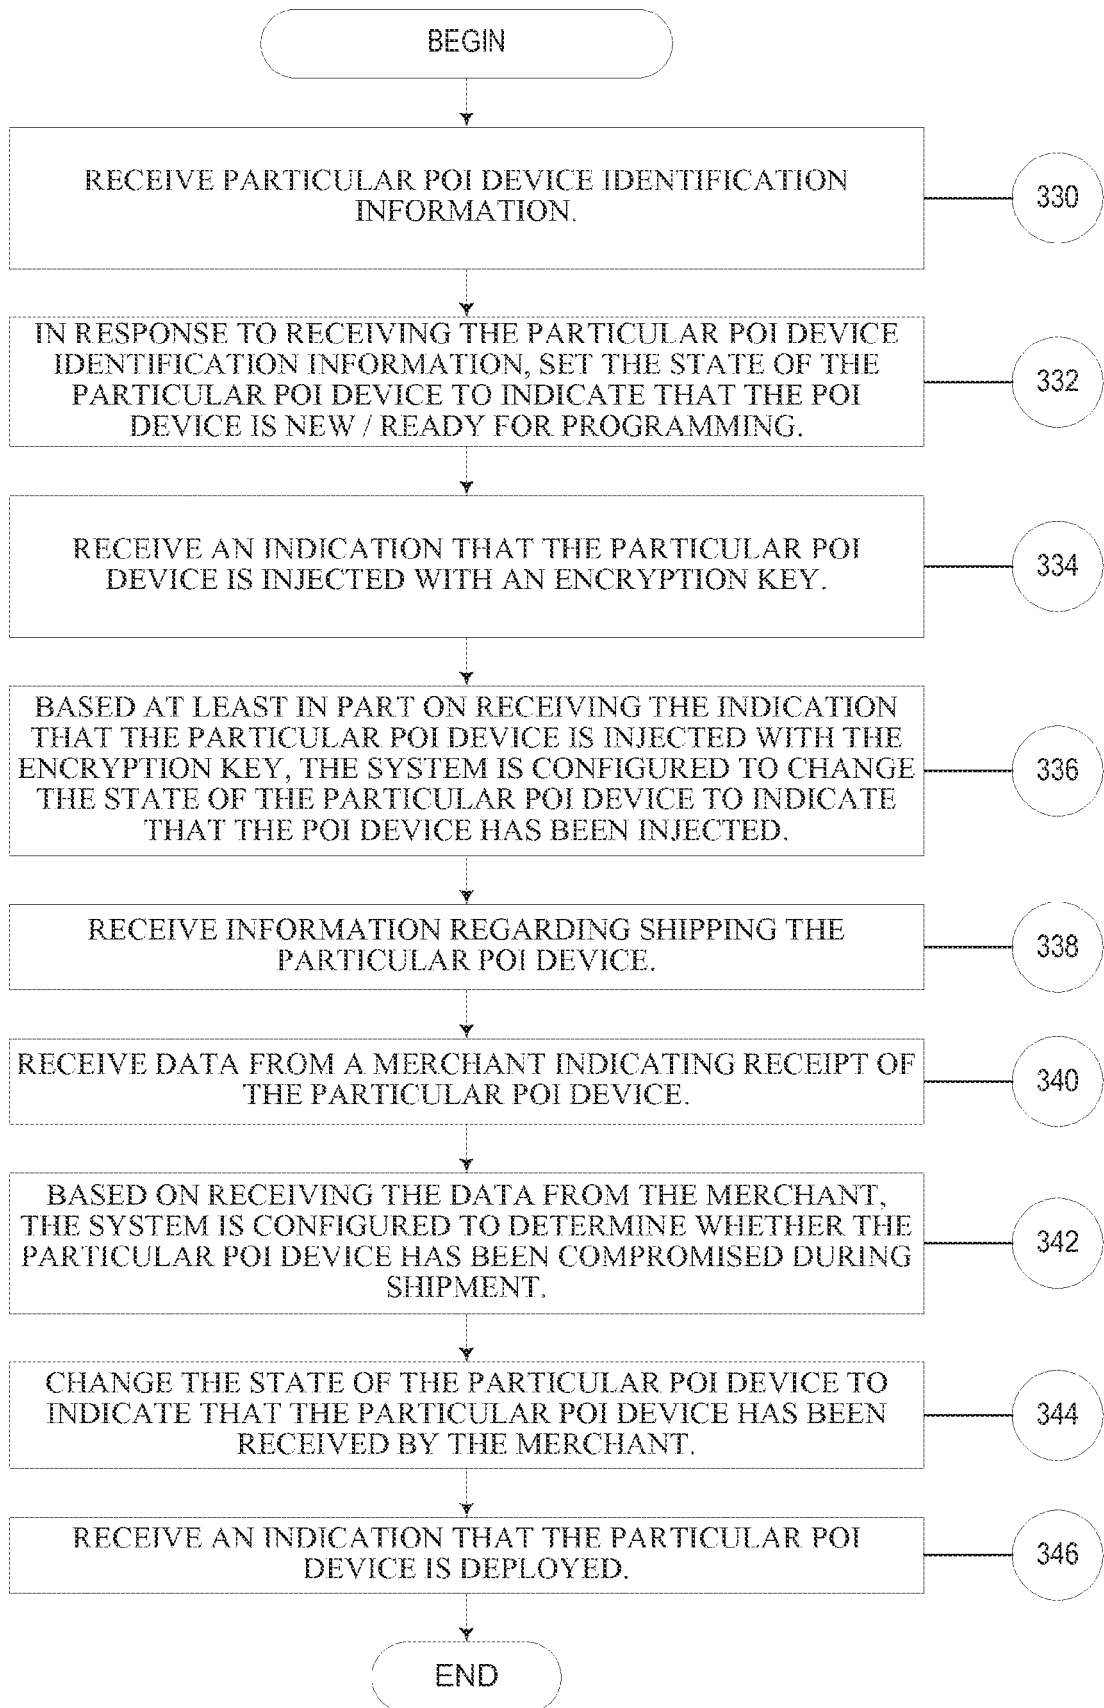 BEGIN
RECEIVE PARTICULAR POI DEVICE IDENTIFICATION
INFORMATION.
330
IN RESPONSE TO RECEIVING THE PARTICULAR POI DEVICE
IDENTIFICATION INFORMATION, SET THE STATE OF THE
PARTICULAR POI DEVICE TO INDICATE THAT THE POI
DEVICE IS NEW / READY FOR PROGRAMMING.
332
RECEIVE AN INDICATION THAT THE PARTICULAR POI
DEVICE IS INJECTED WITH AN ENCRYPTION KEY.
334
BASED AT LEAST IN PART ON RECEIVING THE INDICATION
THAT THE PARTICULAR POI DEVICE IS INJECTED WITH THE
ENCRYPTION KEY, THE SYSTEM IS CONFIGURED TO CHANGE
THE STATE OF THE PARTICULAR POI DEVICE TO INDICATE
THAT THE POI DEVICE HAS BEEN INJECTED.
336
RECEIVE INFORMATION REGARDING SHIPPING THE
PARTICULAR POI DEVICE.
338
RECEIVE DATA FROM A MERCHANT INDICATING RECEIPT OF
THE PARTICULAR POI DEVICE.
340
BASED ON RECEIVING THE DATA FROM THE MERCHANT,
THE SYSTEM IS CONFIGURED TO DETERMINE WHETHER THE
PARTICULAR POI DEVICE HAS BEEN COMPROMISED DURING
SHIPMENT.
342
CHANGE THE STATE OF THE PARTICULAR POI DEVICE TO
INDICATE THAT THE PARTICULAR POI DEVICE HAS BEEN
RECEIVED BY THE MERCHANT.
344
RECEIVE AN INDICATION THAT THE PARTICULAR POI
DEVICE IS DEPLOYED.
346
END